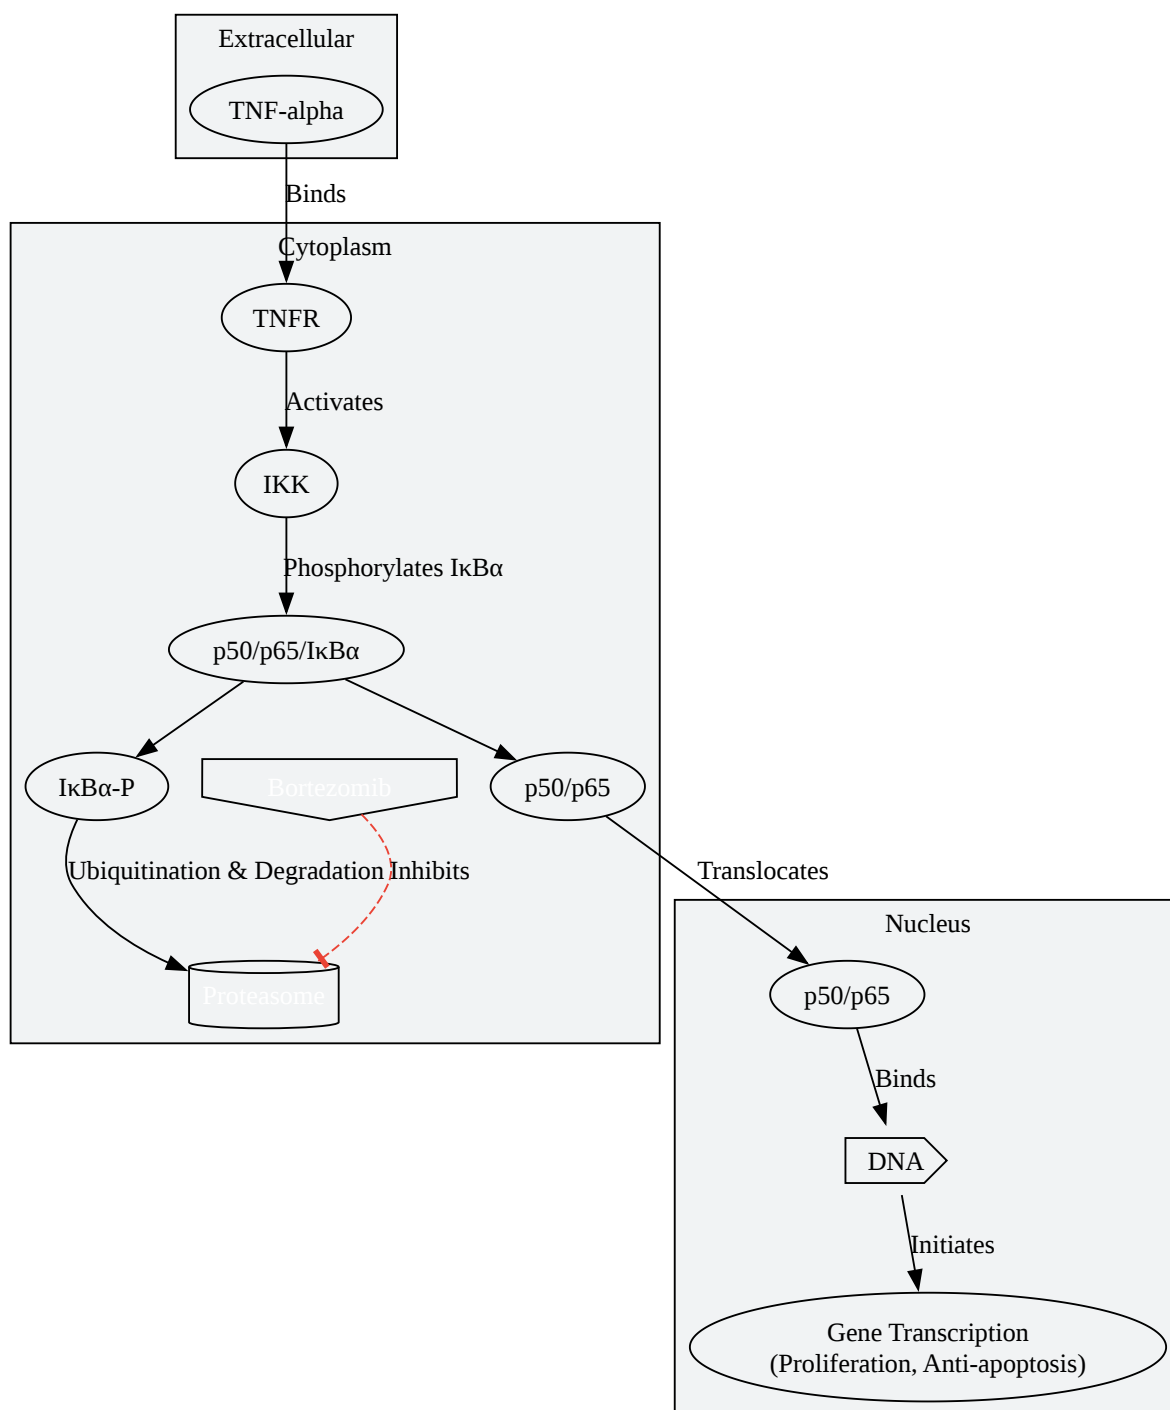 Extracellular
TNF-alpha
Binds
Cytoplasm
TNFR
Activates
IKK
Phosphorylates IκBα
p50/p65/IκBα
IκBα-P
Bortezomib
p50/p65
Ubiquitination & Degradation
Inhibits
Translocates
Nucleus
Proteasome
p50/p65
Binds
DNA
Initiates
Gene Transcription
(Proliferation, Anti-apoptosis)